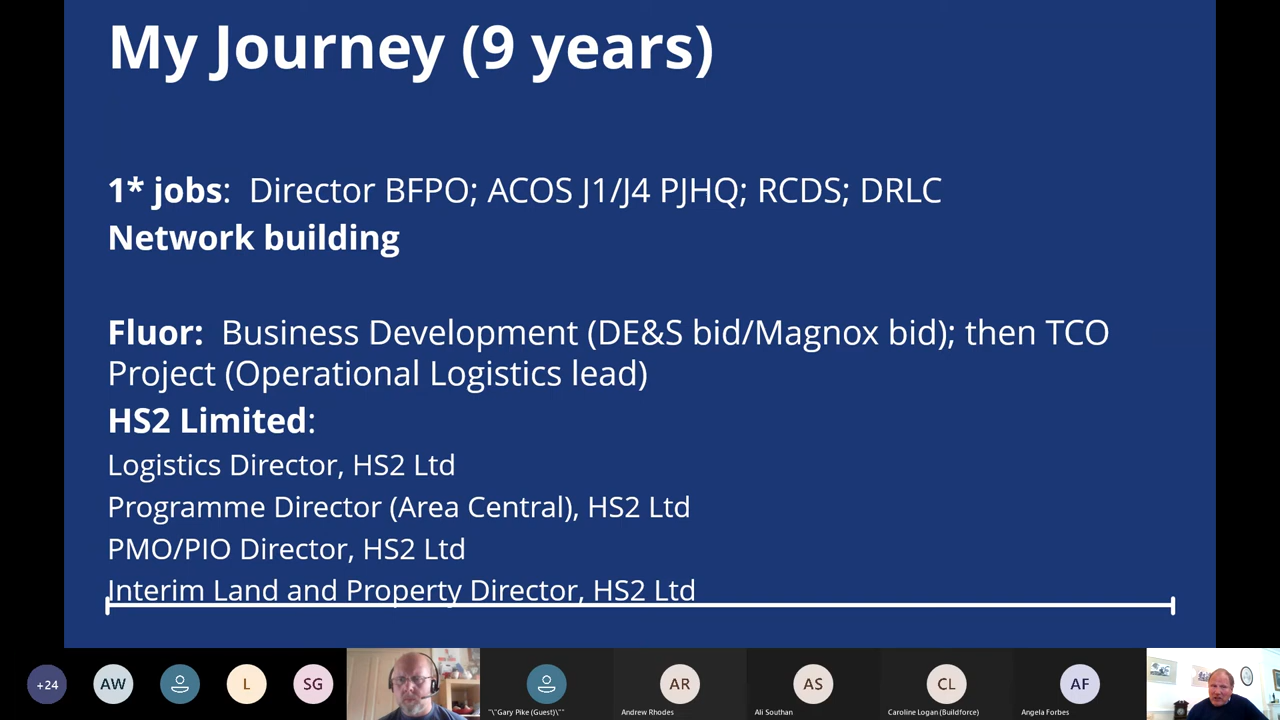 My Journey (9 years)
1* jobs: Director BFPO; ACOS J1/J4 PJHQ; RCDS; DRLC
Network building
Fluor: Business Development (DE&S bid/Magnox bid); then TCO
Project (Operational Logistics lead)
HS2 Limited:
Logistics Director, HS2 Ltd
Programme Director (Area Central), HS2 Ltd
PMO/PIO Director, HS2 Ltd
Interim Land and Property Director, HS2 Ltd
+24 AW L SG AR AS CL AF
"\"Gary Pike (Guest)\"" Andrew Rhodes Ali Southan Caroline Logan (Buildforce) Angela Forbes